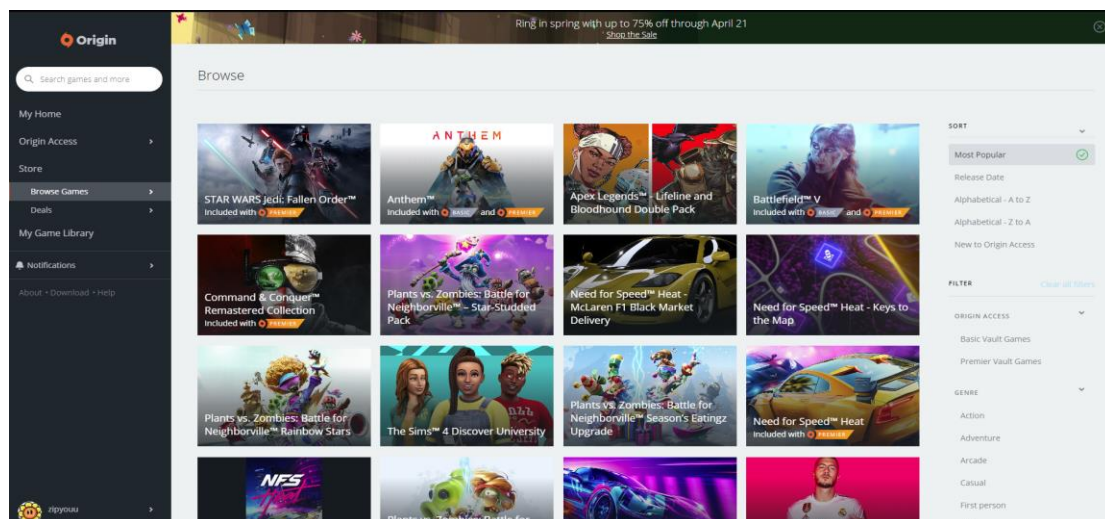 Origin
Search games and more
My Home
Origin Access
Store
Browse Games
Deals
My Game Library
Notifications
About • Download • Help
zipyouu
Ring in spring with up to 75% off through April 21
Shop the Sale
Browse
STAR WARS Jedi: Fallen Order™
Included with PREMIER
ANTHEM
Anthem™
Included with BASIC and PREMIER
Apex Legends™ - Lifeline and
Bloodhound Double Pack
Battlefield™ V
Included with BASIC and PREMIER
Command & Conquer™
Remastered Collection
Included with PREMIER
Plants vs. Zombies: Battle for
Neighborville™ – Star-Studded
Pack
Need for Speed™ Heat -
McLaren F1 Black Market
Delivery
Need for Speed™ Heat - Keys to
the Map
Plants vs. Zombies: Battle for
Neighborville™ Rainbow Stars
The Sims™ 4 Discover University
Plants vs. Zombies: Battle for
Neighborville™ Season's Eatingz
Upgrade
Need for Speed™ Heat
Included with PREMIER
NFS
Plants vs. Zombies: Battle for
SORT
Most Popular
Release Date
Alphabetical - A to Z
Alphabetical - Z to A
New to Origin Access
FILTER
Clear all filters
ORIGIN ACCESS
Basic Vault Games
Premier Vault Games
GENRE
Action
Adventure
Arcade
Casual
First person